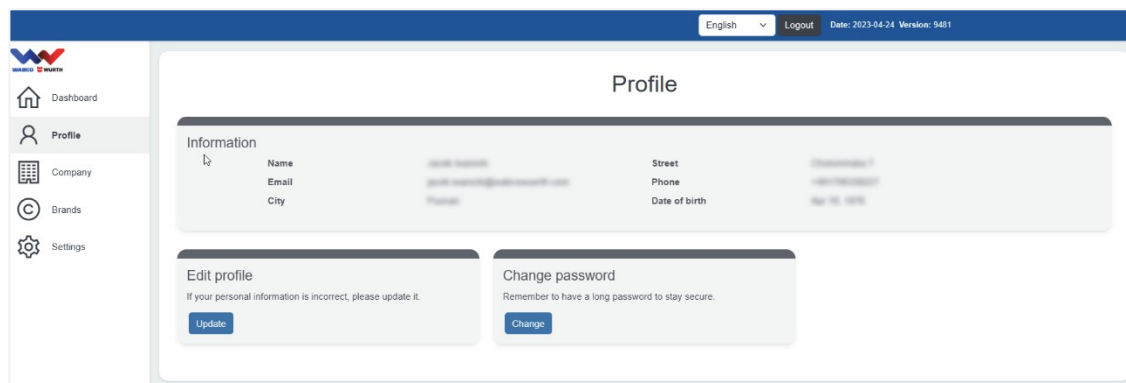 English Logout Date: 2023-04-24 Version: 9481
WABCO WURTH
Dashboard
Profile
Company
Brands
Settings
Profile
Information
Name Street
Email Phone
City Date of birth
Edit profile
If your personal information is incorrect, please update it.
Update
Change password
Remember to have a long password to stay secure.
Change